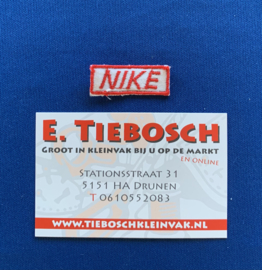 NIKE
E. TIEBOSCH
GROOT IN KLEINVAK BIJ U OP DE MARKT
EN ONLINE
STATIONSSTRAAT 31
5151 HA DRUNEN
T 0610552083
WWW.TIEBOSCHKLEINVAK.NL